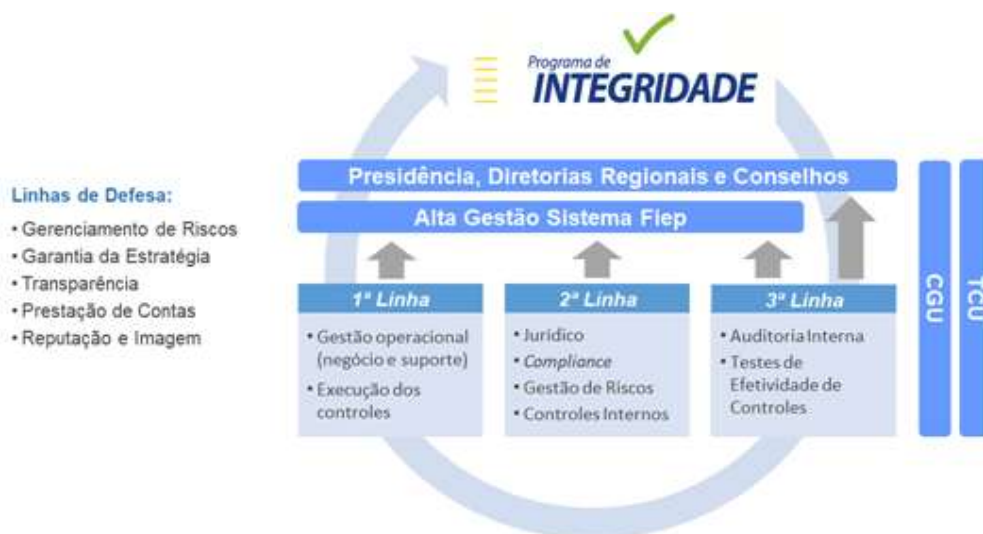 Programa de
INTEGRIDADE
Linhas de Defesa:
• Gerenciamento de Riscos
• Garantia da Estratégia
• Transparência
• Prestação de Contas
• Reputação e Imagem
Presidência, Diretorias Regionais e Conselhos
Alta Gestão Sistema Fiep
1ª Linha
• Gestão operacional
(negócio e suporte)
• Execução dos
controles
2ª Linha
• Jurídico
• Compliance
• Gestão de Riscos
• Controles Internos
3ª Linha
• Auditoria Interna
• Testes de
Efetividade de
Controles
CGU
TCU